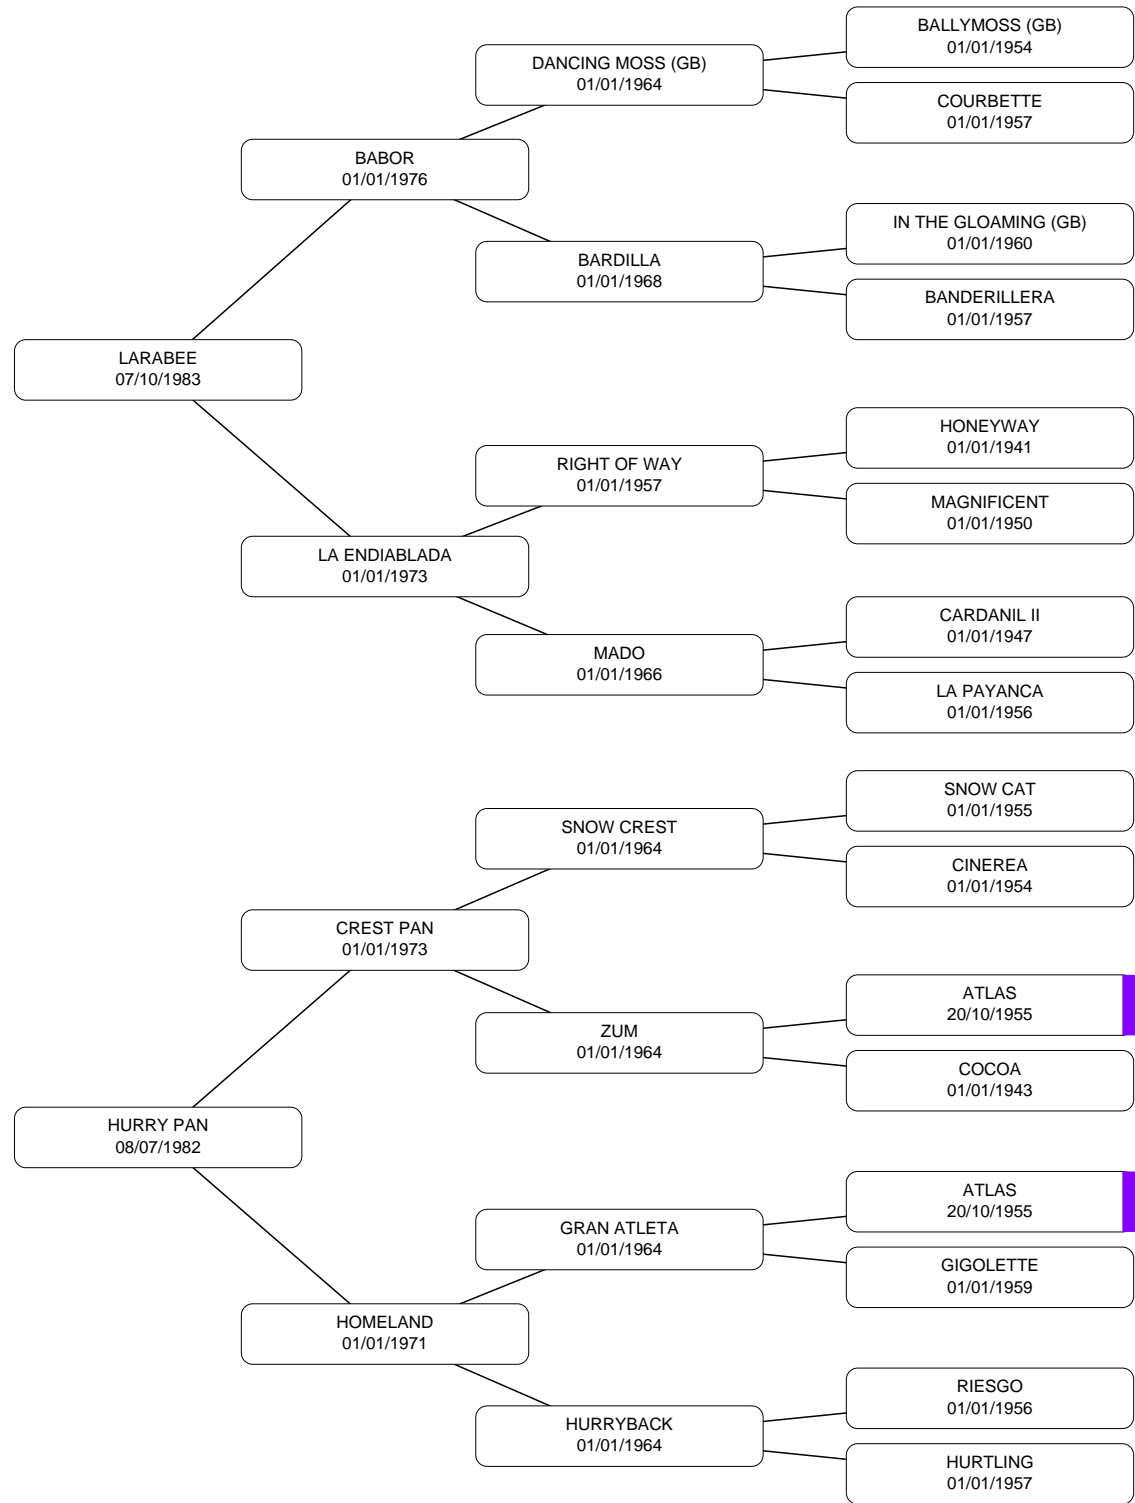 BALLYMOSS (GB)
01/01/1954
DANCING MOSS (GB)
01/01/1964
COURBETTE
01/01/1957
BABOR
01/01/1976
IN THE GLOAMING (GB)
01/01/1960
BARDILLA
01/01/1968
BANDERILLERA
01/01/1957
LARABEE
07/10/1983
HONEYWAY
01/01/1941
RIGHT OF WAY
01/01/1957
MAGNIFICENT
01/01/1950
LA ENDIABLADA
01/01/1973
CARDANIL II
01/01/1947
MADO
01/01/1966
LA PAYANCA
01/01/1956
SNOW CAT
01/01/1955
SNOW CREST
01/01/1964
CINEREA
01/01/1954
CREST PAN
01/01/1973
ATLAS
20/10/1955
ZUM
01/01/1964
COCOA
01/01/1943
HURRY PAN
08/07/1982
ATLAS
20/10/1955
GRAN ATLETA
01/01/1964
GIGOLETTE
01/01/1959
HOMELAND
01/01/1971
RIESGO
01/01/1956
HURRYBACK
01/01/1964
HURTLING
01/01/1957